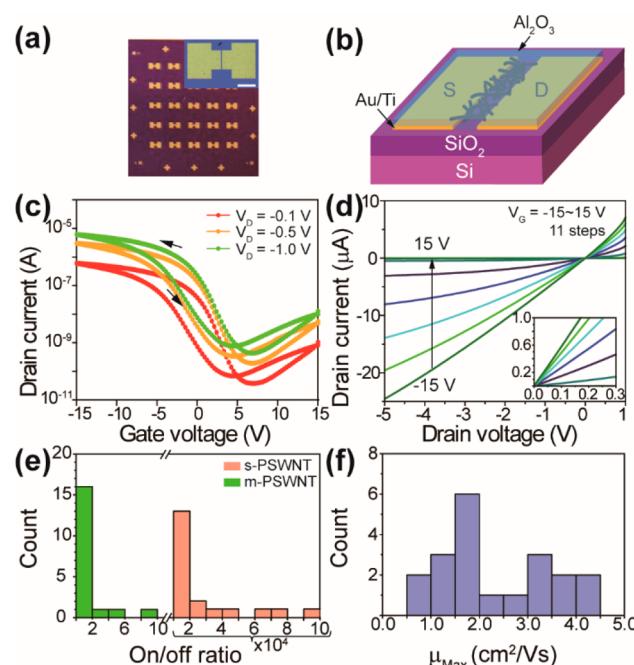 (a)
(b)
Al2O3
S
D
Au/Ti
SiO2
Si
(c)
10-5
10-7
10-9
10-11
Drain current (A)
VD = -0.1 V
VD = -0.5 V
VD = -1.0 V
-15 -10 -5 0 5 10 15
Gate voltage (V)
(d)
10
0
-10
-20
Drain current (μA)
VG = -15~15 V
11 steps
15 V
-15 V
1.0
0.8
0.6
0.4
0.2
0.0
0.0 0.1 0.2 0.3
-5 -4 -3 -2 -1 0 1
Drain voltage (V)
(e)
20
15
10
5
0
Count
s-PSWNT
m-PSWNT
2 6 10 2 4 6 8 10
x10^4
On/off ratio
(f)
8
6
4
2
Count
0.0 1.0 2.0 3.0 4.0 5.0
μMax (cm2/Vs)